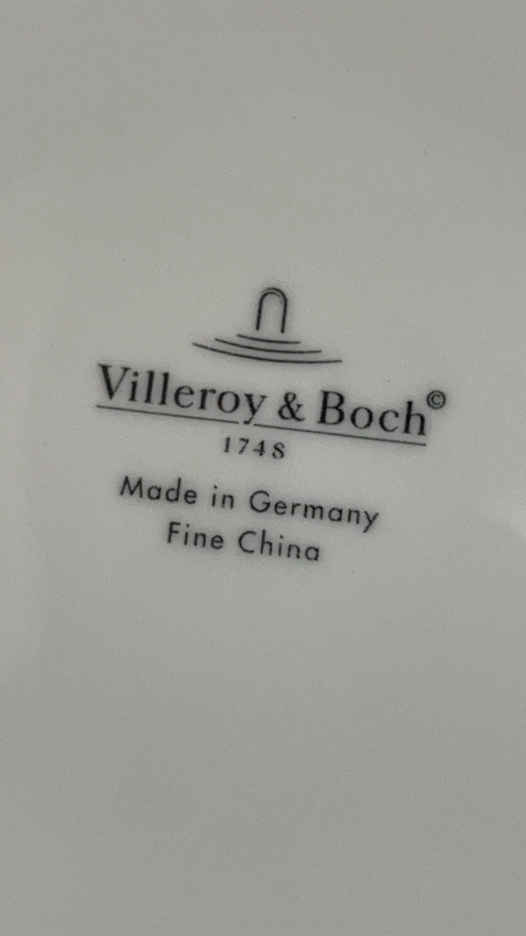 Villeroy & Boch©
1748
Made in Germany
Fine China